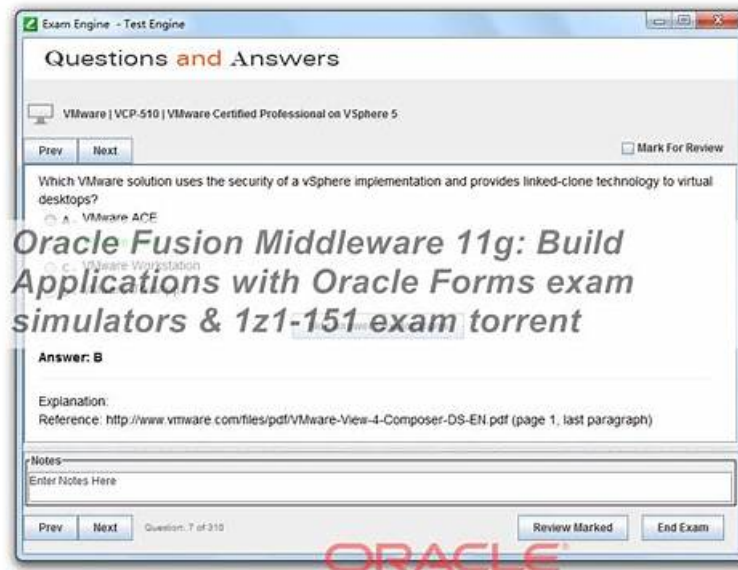 Exam Engine - Test Engine
Questions and Answers
VMware | VCP-510 | VMware Certified Professional on VSphere 5
Prev Next Mark For Review
Which VMware solution uses the security of a vSphere implementation and provides linked-clone technology to virtual
desktops?
A - VMware ACE
Oracle Fusion Middleware 11g: Build
C - VMware Workstation
Applications with Oracle Forms exam
simulators & 1z1-151 exam torrent
Answer: B
Explanation:
Reference: http://www.vmware.com/files/pdf/VMware-View-4-Composer-DS-EN.pdf (page 1, last paragraph)
Notes
Enter Notes Here
Prev Next Question: 7 of 310 Review Marked End Exam
ORACLE